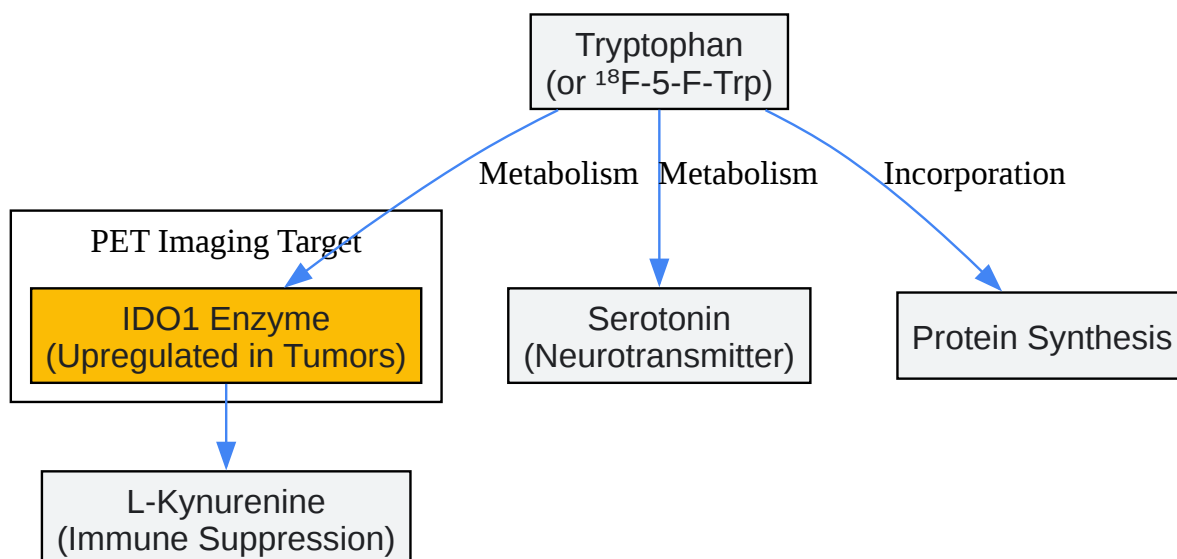 Tryptophan
(or ¹⁸F-5-F-Trp)
Metabolism
Metabolism
Incorporation
PET Imaging Target
IDO1 Enzyme
(Upregulated in Tumors)
Serotonin
(Neurotransmitter)
Protein Synthesis
L-Kynurenine
(Immune Suppression)